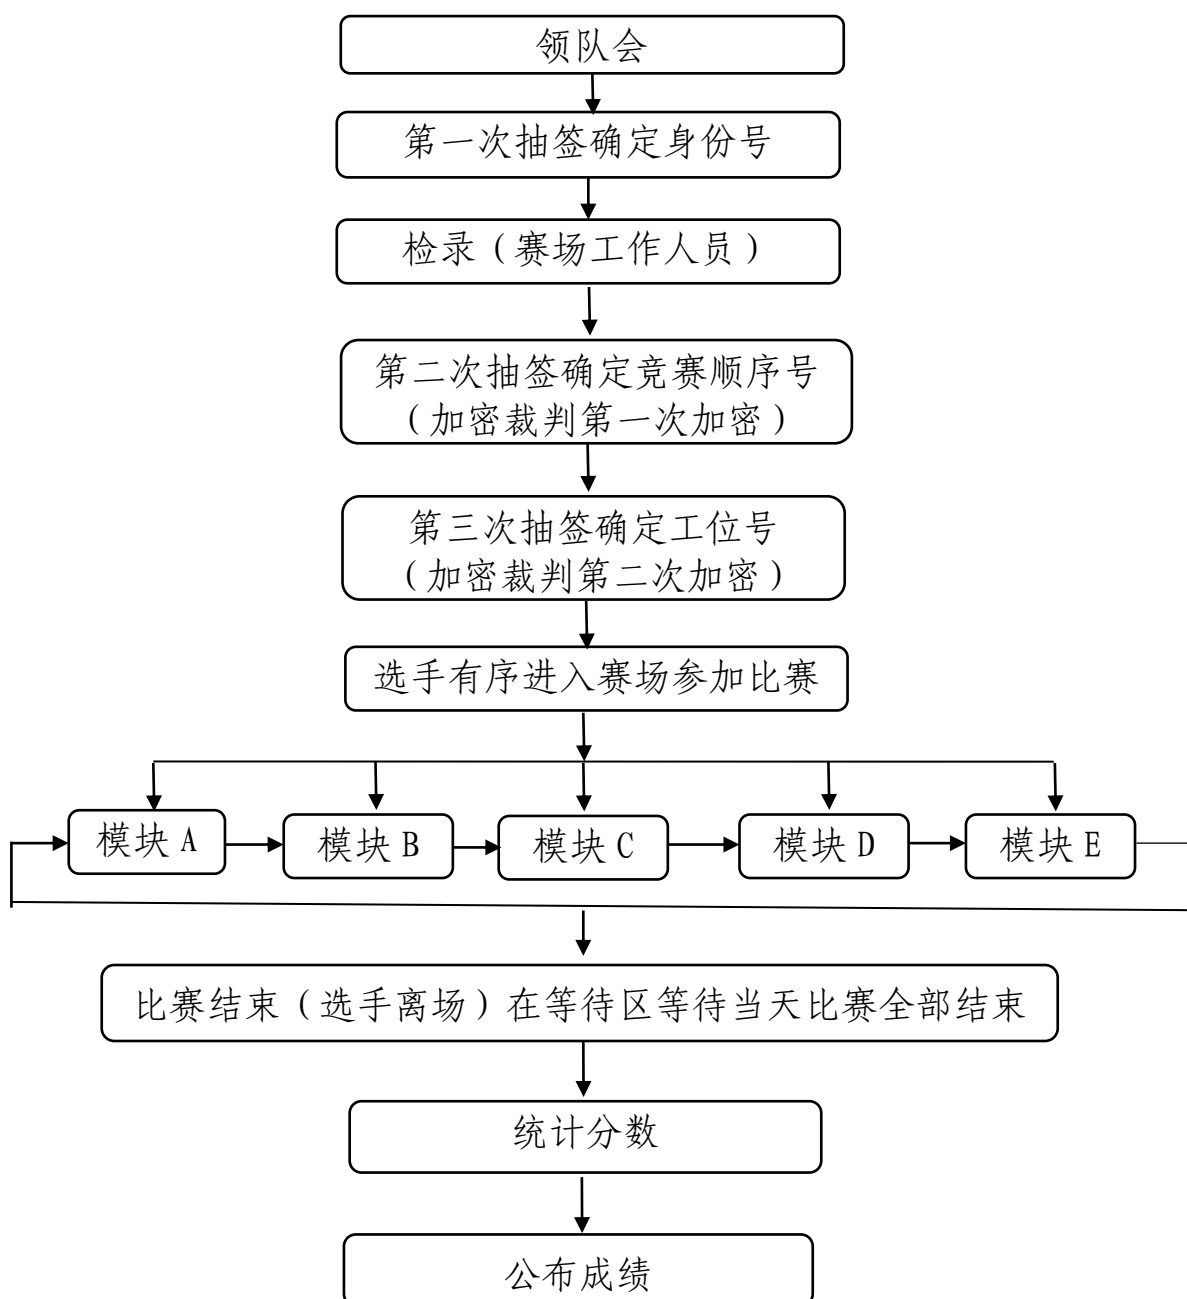 领队会
第一次抽签确定身份号
检录（赛场工作人员）
第二次抽签确定竞赛顺序号
（加密裁判第一次加密）
第三次抽签确定工位号
（加密裁判第二次加密）
选手有序进入赛场参加比赛
模块 A
模块 B
模块 C
模块 D
模块 E
比赛结束（选手离场）在等待区等待当天比赛全部结束
统计分数
公布成绩